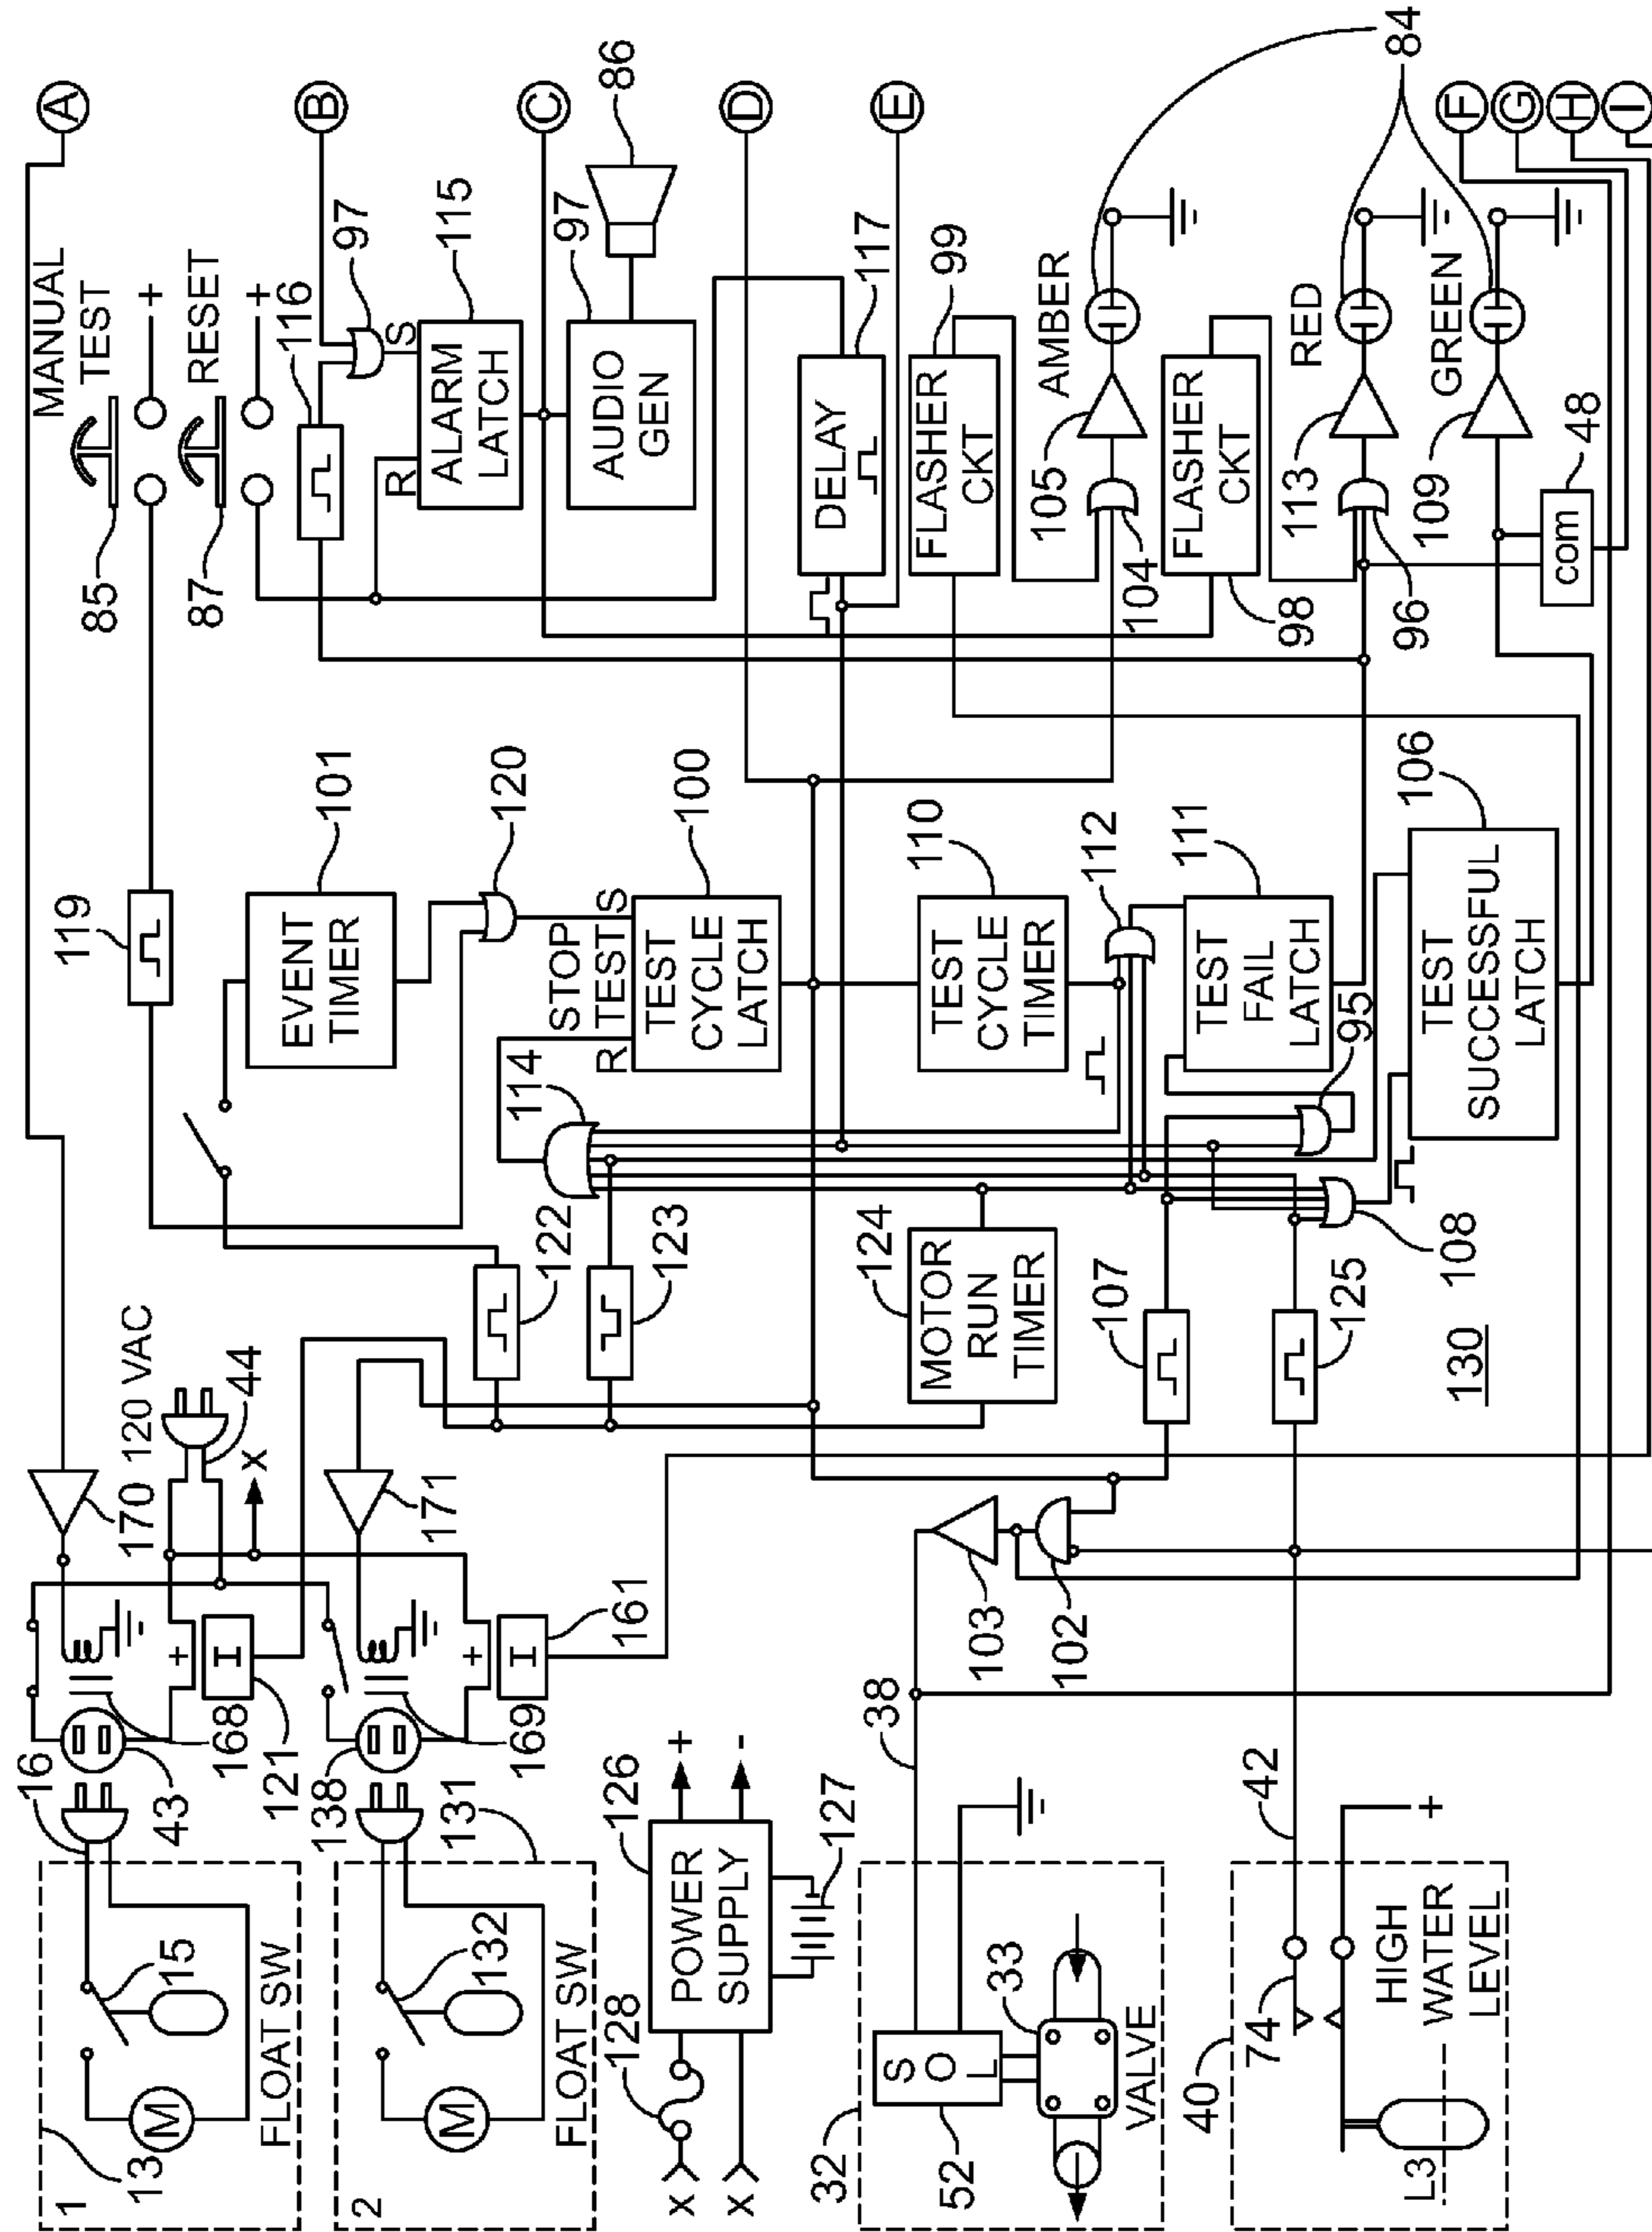 A
MANUAL
TEST
+
85
RESET
+
87
B
116
97
S
R
ALARM
LATCH
115
C
AUDIO
GEN
97
86
D
E
DELAY
117
FLASHER
CKT
99
AMBER
105
104
84
FLASHER
CKT
98
RED
113
96
GREEN
109
com
48
F
G
H
I
119
EVENT
TIMER
101
120
STOP
TEST
R
S
TEST
CYCLE
LATCH
100
114
TEST
CYCLE
TIMER
110
112
TEST
FAIL
LATCH
111
95
TEST
SUCCESSFUL
LATCH
106
108
122
123
MOTOR
RUN
TIMER
124
107
125
130
170
120 VAC
44
X
171
103
102
16
+
I
168
43
121
+
I
161
169
138
131
1
13
M
15
FLOAT SW
2
M
132
FLOAT SW
X
X
128
POWER
SUPPLY
126
127
+
-
32
52
S
O
L
33
VALVE
38
40
74
42
+
HIGH
WATER
LEVEL
L3